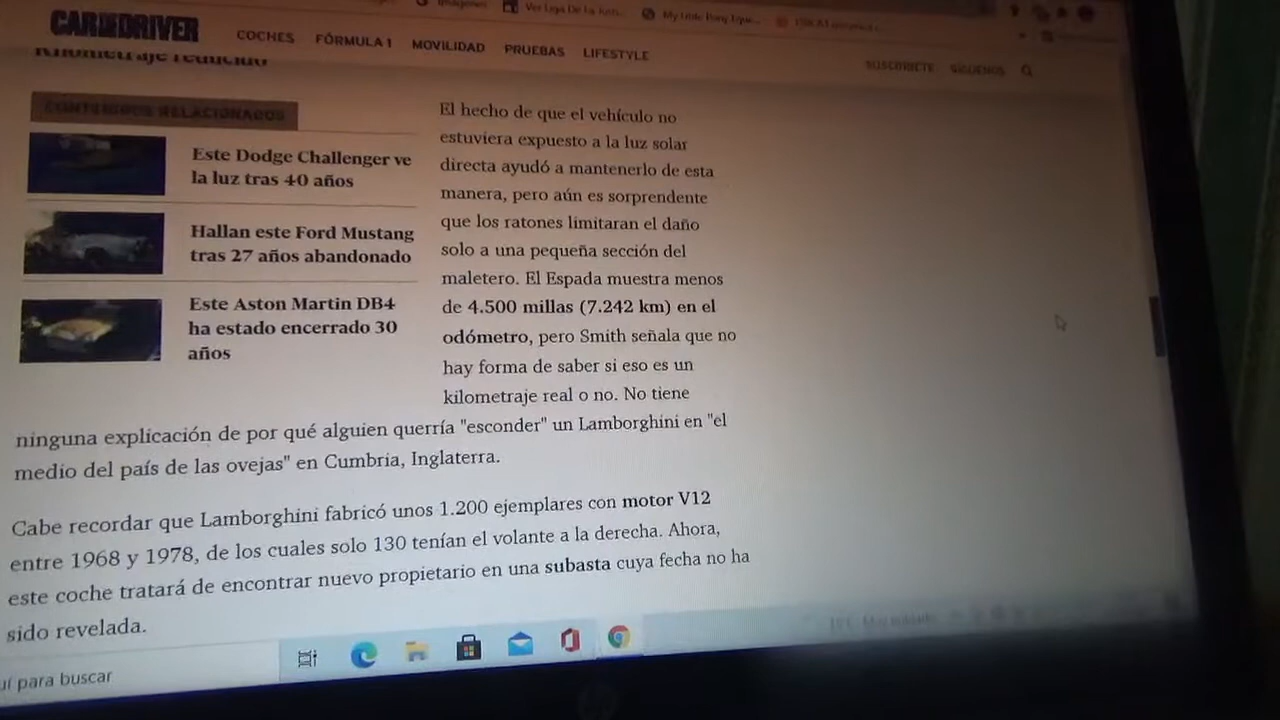 Imágenes
CAR AND DRIVER
COCHES FÓRMULA 1 MOVILIDAD PRUEBAS LIFESTYLE
SUSCRÍBETE SÍGUENOS
Kilometraje reducido
CONTENIDOS RELACIONADOS
Este Dodge Challenger ve
la luz tras 40 años
Hallan este Ford Mustang
tras 27 años abandonado
Este Aston Martin DB4
ha estado encerrado 30
años
El hecho de que el vehículo no
estuviera expuesto a la luz solar
directa ayudó a mantenerlo de esta
manera, pero aún es sorprendente
que los ratones limitaran el daño
solo a una pequeña sección del
maletero. El Espada muestra menos
de 4.500 millas (7.242 km) en el
odómetro, pero Smith señala que no
hay forma de saber si eso es un
kilometraje real o no. No tiene
ninguna explicación de por qué alguien querría "esconder" un Lamborghini en "el
medio del país de las ovejas" en Cumbria, Inglaterra.
Cabe recordar que Lamborghini fabricó unos 1.200 ejemplares con motor V12
entre 1968 y 1978, de los cuales solo 130 tenían el volante a la derecha. Ahora,
este coche tratará de encontrar nuevo propietario en una subasta cuya fecha no ha
sido revelada.
uí para buscar